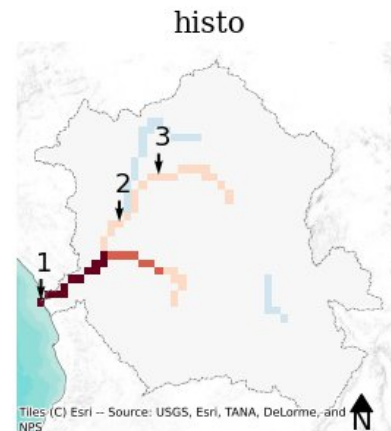 histo
3
2
1
Tiles (C) Esri -- Source: USGS, Esri, TANA, DeLorme, and
NPS
N